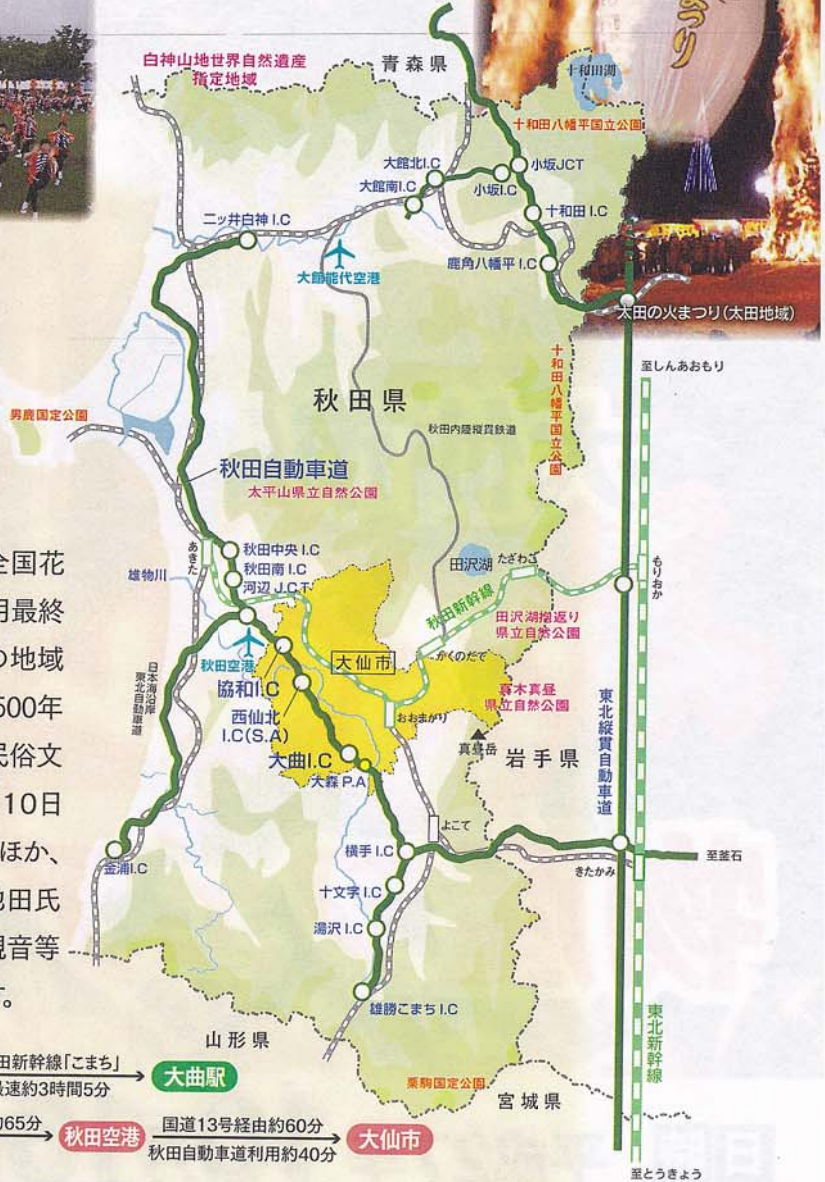 白神山地世界自然遺産
指定地域
青森県
十和田湖
まつり
十和田八幡平国立公園
大館北I.C
小坂JCT
大館南I.C
小坂I.C
十和田 I.C
二ッ井白神 I.C
大館能代空港
鹿角八幡平 I.C
太田の火まつり(太田地域)
至しんあおもり
十和田八幡平国立公園
秋田県
男鹿国定公園
秋田内陸縦貫鉄道
秋田自動車道
太平山県立自然公園
あきた
秋田中央 I.C
秋田南 I.C
河辺 J.C.T
雄物川
田沢湖
たざわこ
もりおか
秋田新幹線
田沢湖抱返り
県立自然公園
秋田空港
大仙市
かくのだて
協和I.C
真木真昼
県立自然公園
日本海沿岸
東北自動車道
西仙北
I.C(S.A)
おおまがり
東北縦貫自動車道
大曲I.C
大森 P.A
真昼岳
岩手県
よこて
横手 I.C
至釜石
きたかみ
金浦I.C
十文字 I.C
湯沢 I.C
雄勝こまち I.C
山形県
東北新幹線
栗駒国定公園
宮城県
至とうきょう
全国花
月最終
の地域
500年
民俗文
10日
ほか、
池田氏
観音等
す。
田新幹線「こまち」
最速約3時間5分
大曲駅
約65分
秋田空港
国道13号経由約60分
秋田自動車道利用約40分
大仙市